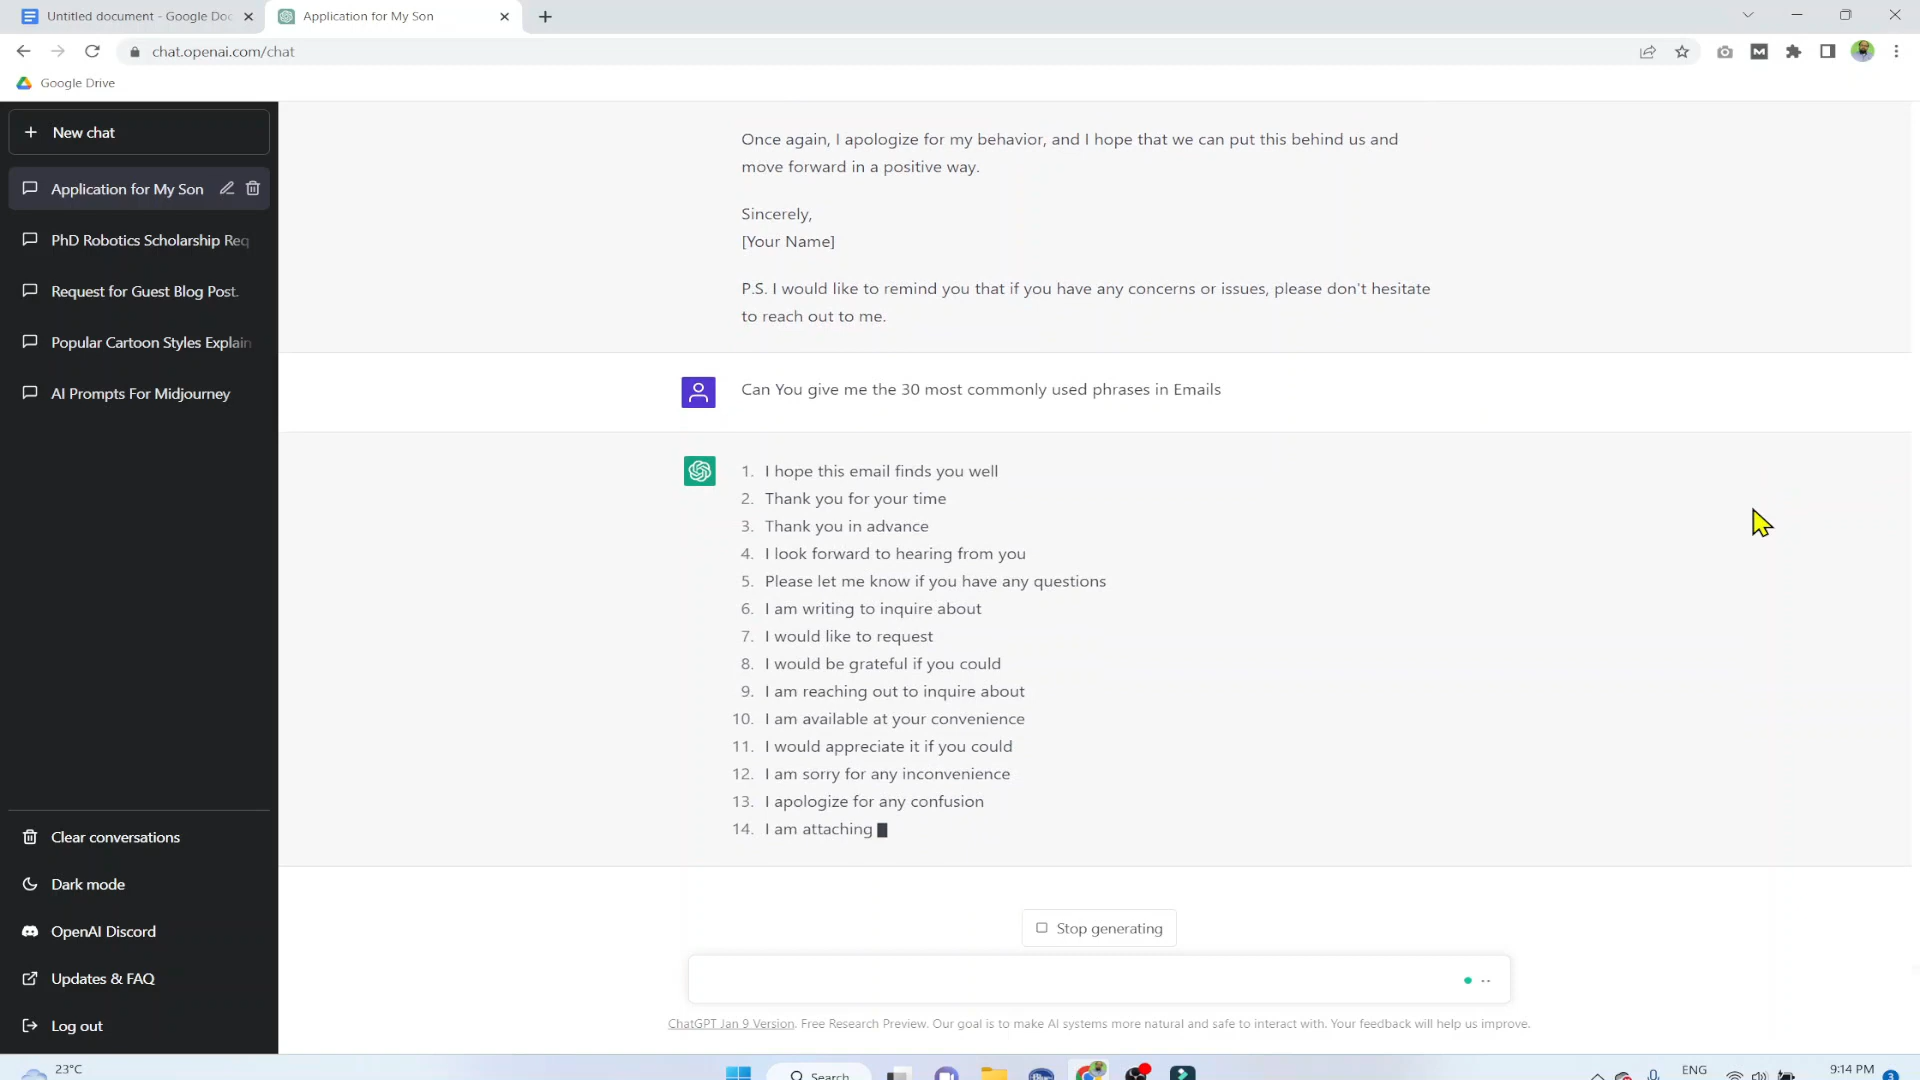 Untitled document - Google Doc
Application for My Son
chat.openai.com/chat
Google Drive
New chat
Application for My Son
PhD Robotics Scholarship Req
Request for Guest Blog Post.
Popular Cartoon Styles Explain
AI Prompts For Midjourney
Clear conversations
Dark mode
OpenAI Discord
Updates & FAQ
Log out
Once again, I apologize for my behavior, and I hope that we can put this behind us and
move forward in a positive way.
Sincerely,
[Your Name]
P.S. I would like to remind you that if you have any concerns or issues, please don't hesitate
to reach out to me.
Can You give me the 30 most commonly used phrases in Emails
1. I hope this email finds you well
2. Thank you for your time
3. Thank you in advance
4. I look forward to hearing from you
5. Please let me know if you have any questions
6. I am writing to inquire about
7. I would like to request
8. I would be grateful if you could
9. I am reaching out to inquire about
10. I am available at your convenience
11. I would appreciate it if you could
12. I am sorry for any inconvenience
13. I apologize for any confusion
14. I am attaching
Stop generating
ChatGPT Jan 9 Version. Free Research Preview. Our goal is to make AI systems more natural and safe to interact with. Your feedback will help us improve.
23°C
Search
ENG
9:14 PM
3